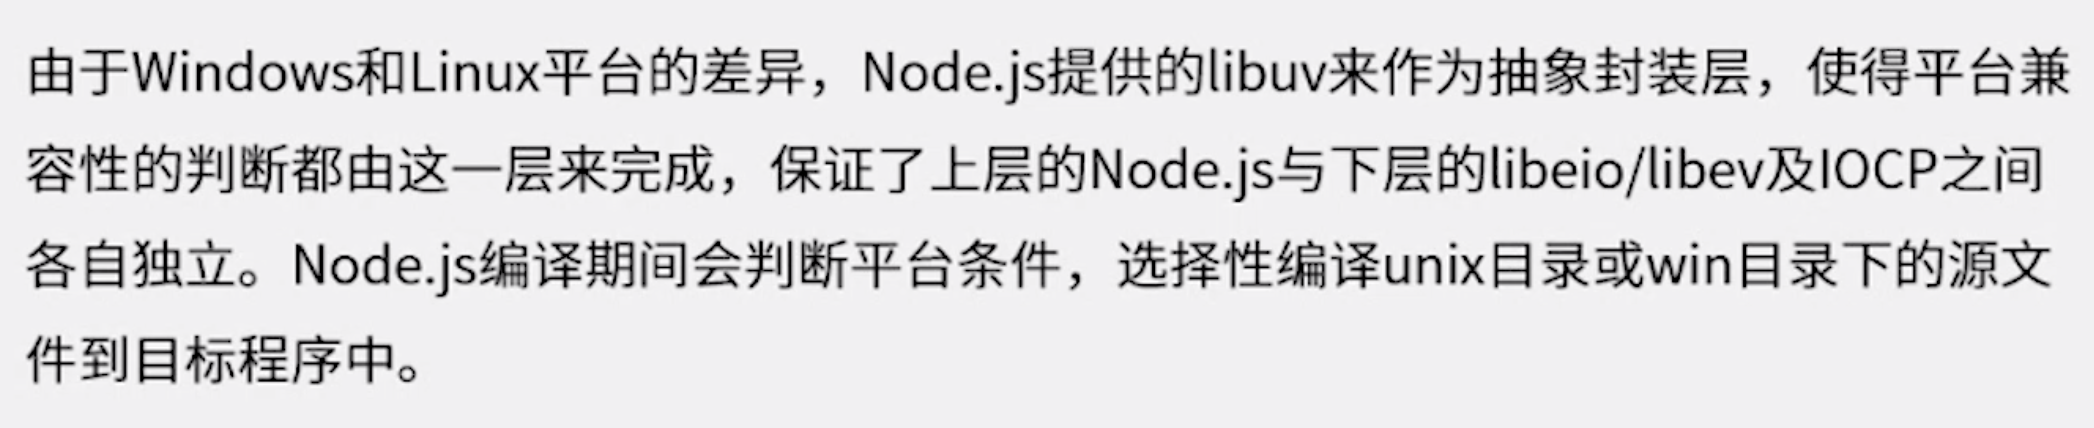 由于Windows和Linux平台的差异，Node.js提供的libuv来作为抽象封装层，使得平台兼
容性的判断都由这一层来完成，保证了上层的Node.js与下层的libeio/libev及IOCP之间
各自独立。Node.js编译期间会判断平台条件，选择性编译unix目录或win目录下的源文
件到目标程序中。